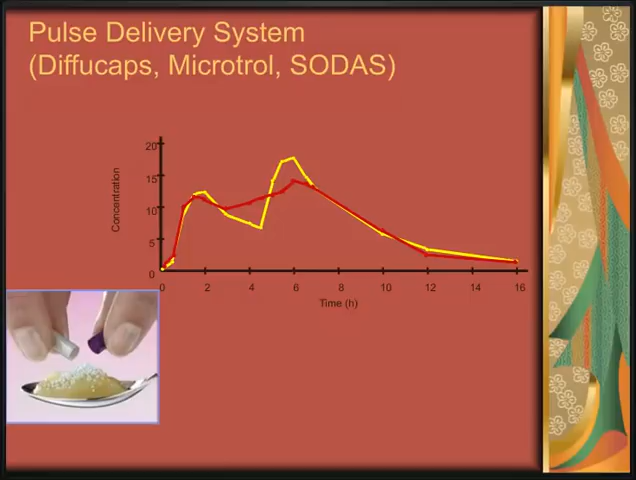 Pulse Delivery System
(Diffucaps, Microtrol, SODAS)
20
15
10
5
0
Concentration
0 2 4 6 8 10 12 14 16
Time (h)